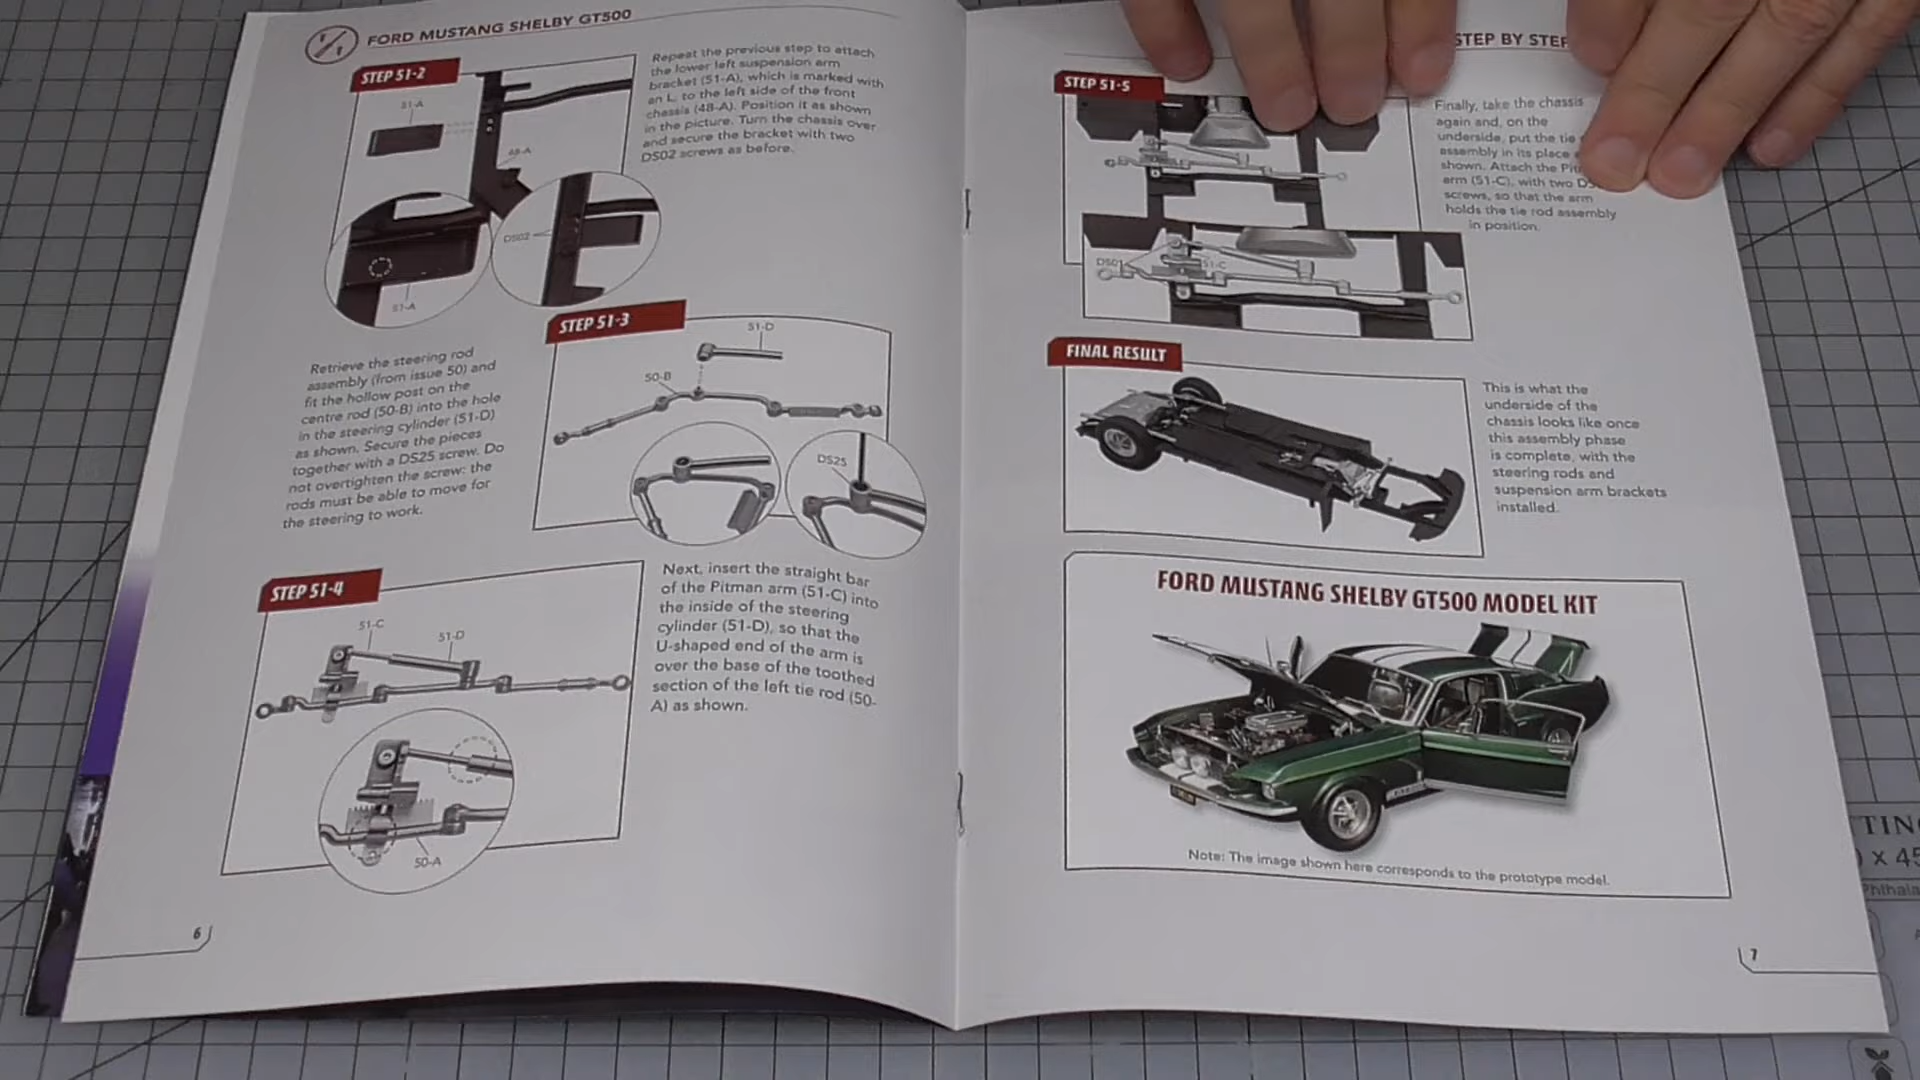 FORD MUSTANG SHELBY GT500
STEP 51-2
51-A
48-A
DS02
51-A
Repeat the previous step to attach
the lower left suspension arm
bracket (51-A), which is marked with
an L, to the left side of the front
chassis (48-A). Position it as shown
in the picture. Turn the chassis over
and secure the bracket with two
DS02 screws as before.
Retrieve the steering rod
assembly (from issue 50) and
fit the hollow post on the
centre rod (50-B) into the hole
in the steering cylinder (51-D)
as shown. Secure the pieces
together with a DS25 screw. Do
not overtighten the screw: the
rods must be able to move for
the steering to work.
STEP 51-3
51-D
50-B
DS25
STEP 51-4
51-C
51-D
50-A
Next, insert the straight bar
of the Pitman arm (51-C) into
the inside of the steering
cylinder (51-D), so that the
U-shaped end of the arm is
over the base of the toothed
section of the left tie rod (50-
A) as shown.
6
STEP BY STEP
STEP 51-5
51-C
Finally, take the chassis
again and, on the
underside, put the tie
assembly in its place
shown. Attach the
arm (51-C), with two
screws, so that the arm
holds the tie rod assembly
in position.
FINAL RESULT
This is what the
underside of the
chassis looks like once
this assembly phase
is complete, with the
steering rods and
suspension arm brackets
installed.
FORD MUSTANG SHELBY GT500 MODEL KIT
Note: The image shown here corresponds to the prototype model.
7